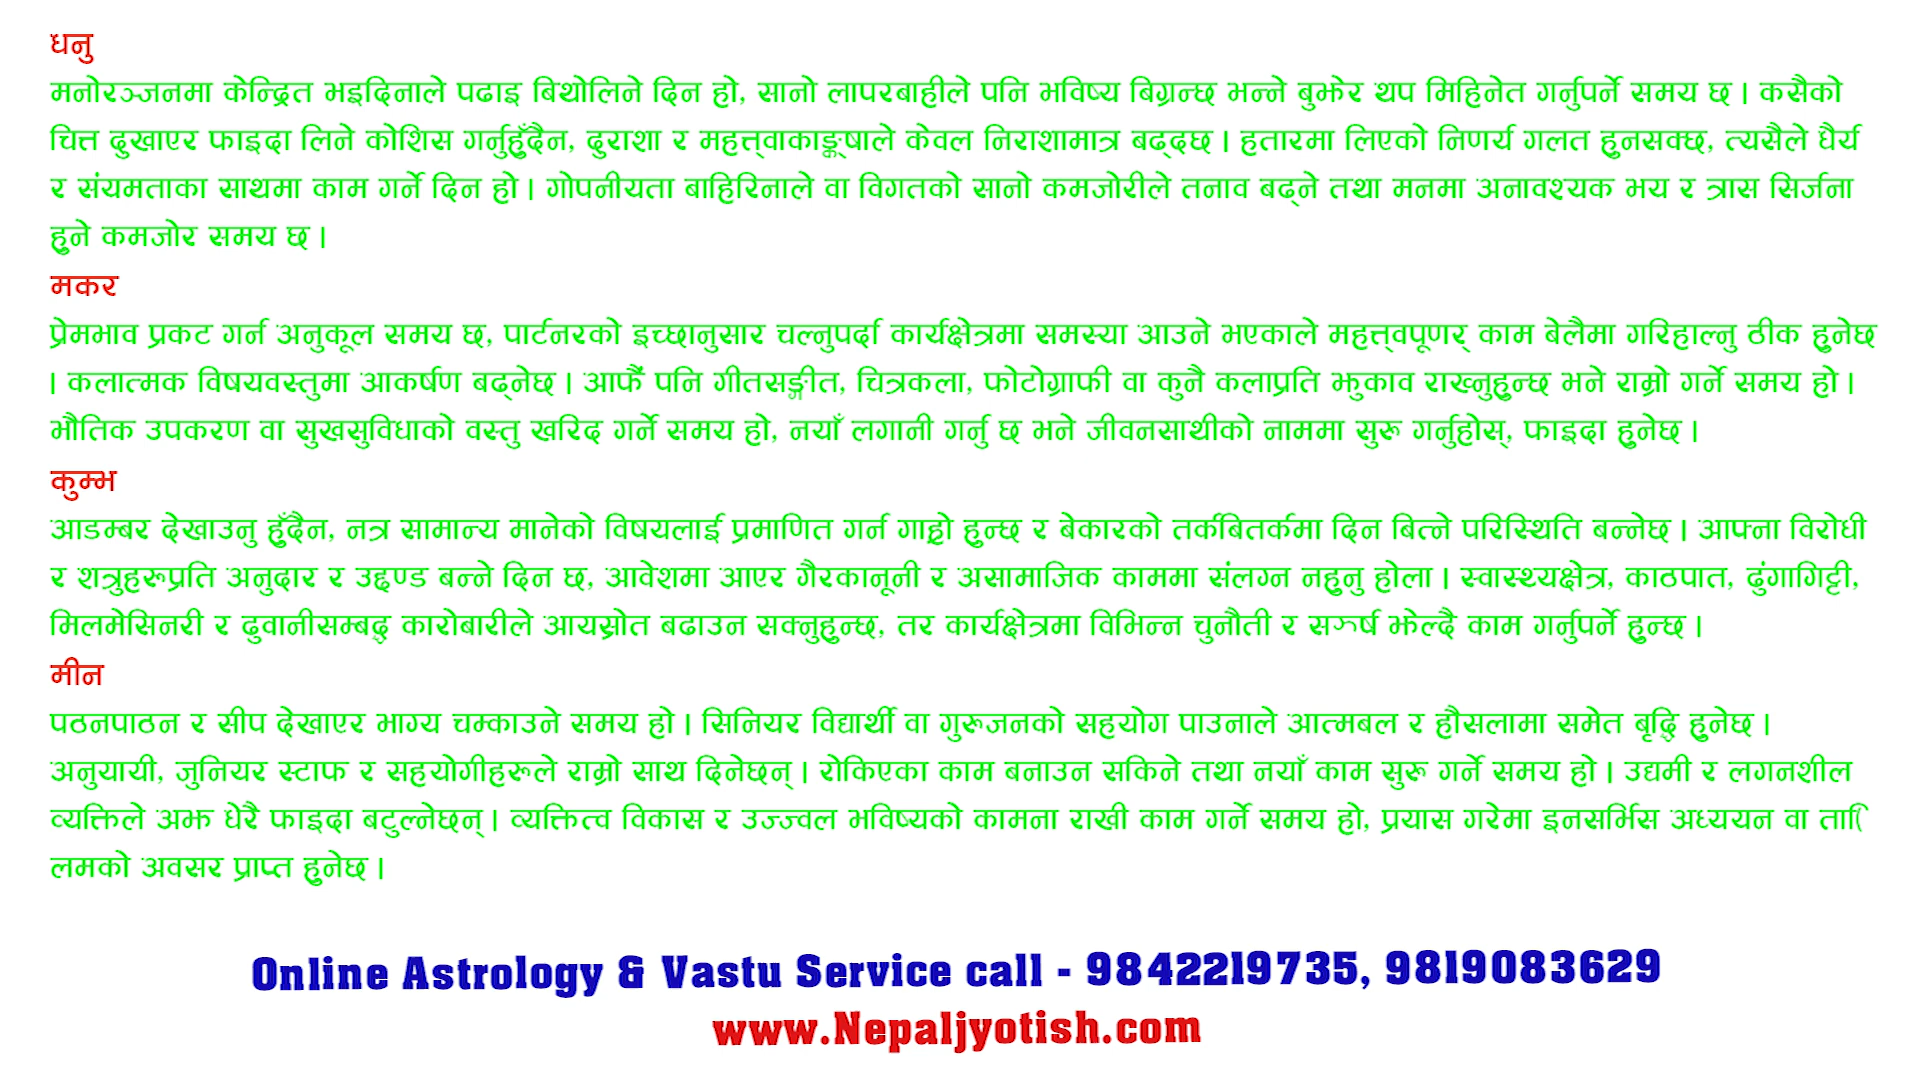 धनु
मनोरञ्जनमा केन्द्रित भइदिनाले पढाइ बिथोलिने दिन हो, सानो लापरबाहीले पनि भविष्य बिग्रन्छ भन्ने बुझेर थप मिहिनेत गर्नुपर्ने समय छ । कसैको
चित्त दुखाएर फाइदा लिने कोशिस गर्नुहुँदैन, दुराशा र महत्त्वाकाङ्क्षाले केवल निराशामात्र बढ्दछ । हतारमा लिएको निणर्य गलत हुनसक्छ, त्यसैले धैर्य
र संयमताका साथमा काम गर्ने दिन हो । गोपनीयता बाहिरिनाले वा विगतको सानो कमजोरीले तनाव बढ्ने तथा मनमा अनावश्यक भय र त्रास सिर्जना
हुने कमजोर समय छ ।
मकर
प्रेमभाव प्रकट गर्न अनुकूल समय छ, पार्टनरको इच्छानुसार चल्नुपर्दा कार्यक्षेत्रमा समस्या आउने भएकाले महत्त्वपूणर् काम बेलैमा गरिहाल्नु ठीक हुनेछ
। कलात्मक विषयवस्तुमा आकर्षण बढ्नेछ । आफैँ पनि गीतसङ्गीत, चित्रकला, फोटोग्राफी वा कुनै कलाप्रति झुकाव राख्नुहुन्छ भने राम्रो गर्ने समय हो ।
भौतिक उपकरण वा सुखसुविधाको वस्तु खरिद गर्ने समय हो, नयाँ लगानी गर्नु छ भने जीवनसाथीको नाममा सुरू गर्नुहोस्, फाइदा हुनेछ ।
कुम्भ
आडम्बर देखाउनु हुँदैन, नत्र सामान्य मानेको विषयलाई प्रमाणित गर्न गाह्रो हुन्छ र बेकारको तर्कबितर्कमा दिन बित्ने परिस्थिति बन्नेछ । आफ्ना विरोधी
र शत्रुहरूप्रति अनुदार र उद्दण्ड बन्ने दिन छ, आवेशमा आएर गैरकानूनी र असामाजिक काममा संलग्न नहुनु होला । स्वास्थ्यक्षेत्र, काठपात, ढुंगागिट्टी,
मिलमेसिनरी र ढुवानीसम्बद्ध कारोबारीले आयस्रोत बढाउन सक्नुहुन्छ, तर कार्यक्षेत्रमा विभिन्न चुनौती र सञर्ष झेल्दै काम गर्नुपर्ने हुन्छ ।
मीन
पठनपाठन र सीप देखाएर भाग्य चम्काउने समय हो । सिनियर विद्यार्थी वा गुरूजनको सहयोग पाउनाले आत्मबल र हौसलामा समेत बृद्धि हुनेछ ।
अनुयायी, जुनियर स्टाफ र सहयोगीहरूले राम्रो साथ दिनेछन् । रोकिएका काम बनाउन सकिने तथा नयाँ काम सुरू गर्ने समय हो । उद्यमी र लगनशील
व्यक्तिले अझ धेरै फाइदा बटुल्नेछन् । व्यक्तित्व विकास र उज्ज्वल भविष्यको कामना राखी काम गर्ने समय हो, प्रयास गरेमा इनसर्भिस अध्ययन वा ताि
लमको अवसर प्राप्त हुनेछ ।
Online Astrology & Vastu Service call - 9842219735, 9819083629
www.Nepaljyotish.com